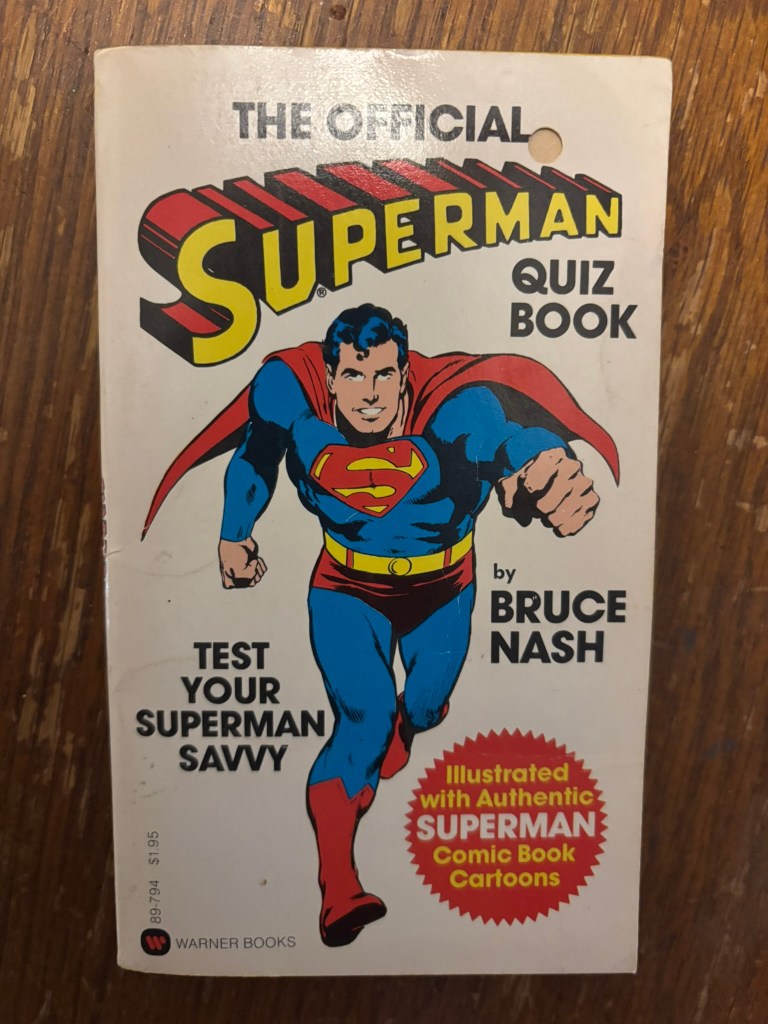 THE OFFICIAL
SUPERMAN®
QUIZ
BOOK
by
BRUCE
NASH
TEST
YOUR
SUPERMAN
SAVVY
Illustrated
with Authentic
SUPERMAN
Comic Book
Cartoons
89-794 $1.95
WARNER BOOKS